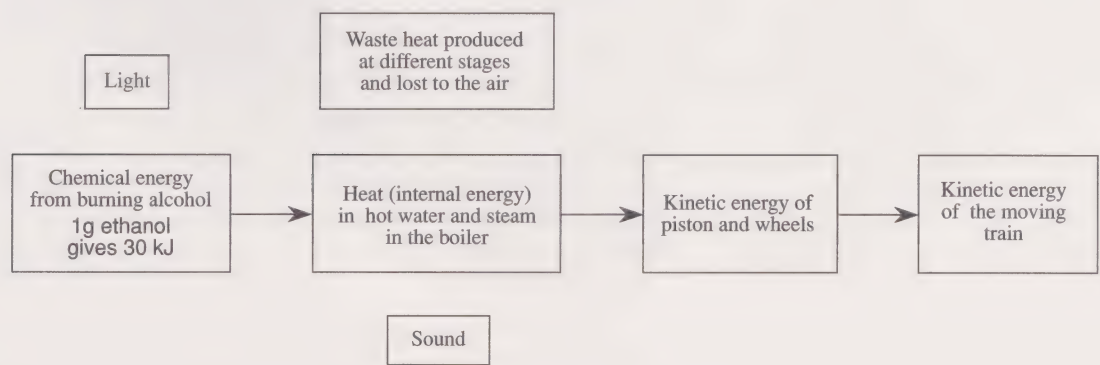 Waste heat produced
at different stages
and lost to the air
Light
Chemical energy
from burning alcohol
1g ethanol
gives 30 kJ
Heat (internal energy)
in hot water and steam
in the boiler
Kinetic energy of
piston and wheels
Kinetic energy
of the moving
train
Sound